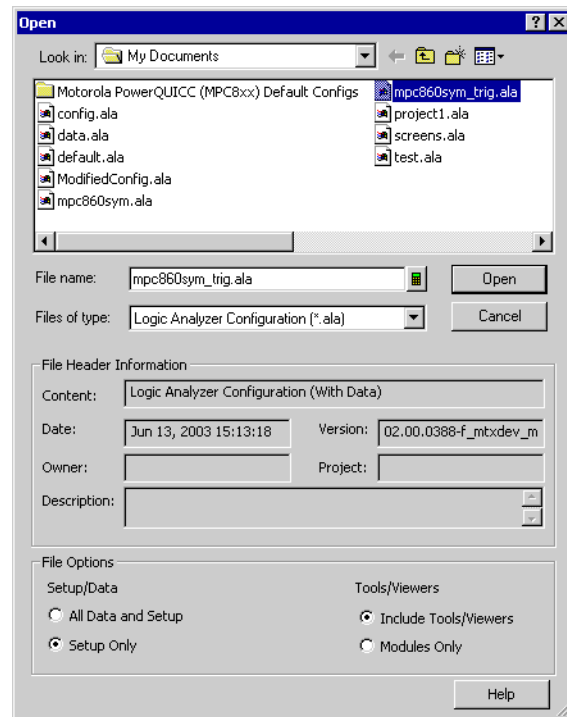 Open
Look in: My Documents
Motorola PowerQUICC (MPC8xx) Default Configs
config.ala
data.ala
default.ala
ModifiedConfig.ala
mpc860sym.ala
mpc860sym_trig.ala
project1.ala
screens.ala
test.ala
File name: mpc860sym_trig.ala Open
Files of type: Logic Analyzer Configuration (*.ala) Cancel
File Header Information
Content: Logic Analyzer Configuration (With Data)
Date: Jun 13, 2003 15:13:18 Version: 02.00.0388-f_mtxdev_m
Owner: Project:
Description:
File Options
Setup/Data Tools/Viewers
All Data and Setup Include Tools/Viewers
Setup Only Modules Only
Help